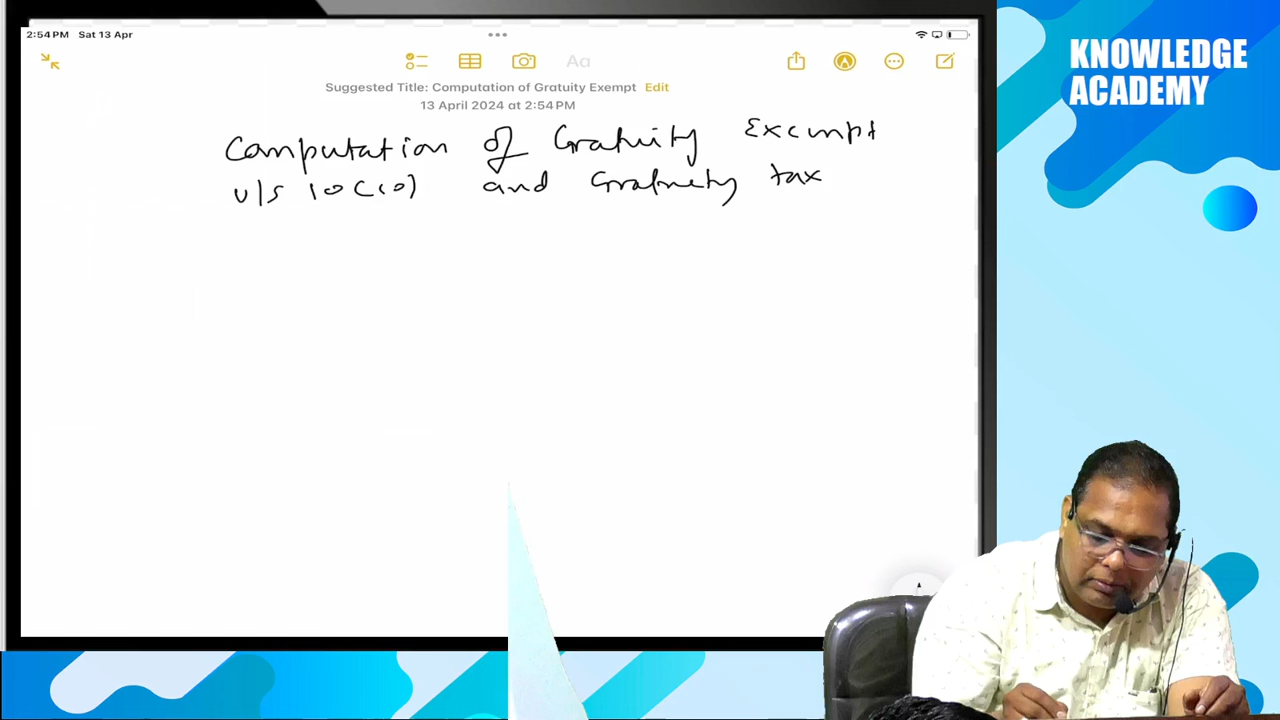 2:54 PM Sat 13 Apr
Aa
Suggested Title: Computation of Gratuity Exempt Edit
13 April 2024 at 2:54 PM
Computation of Gratuity Exempt
u/s 10(10) and Gratuity tax
KNOWLEDGE
ACADEMY